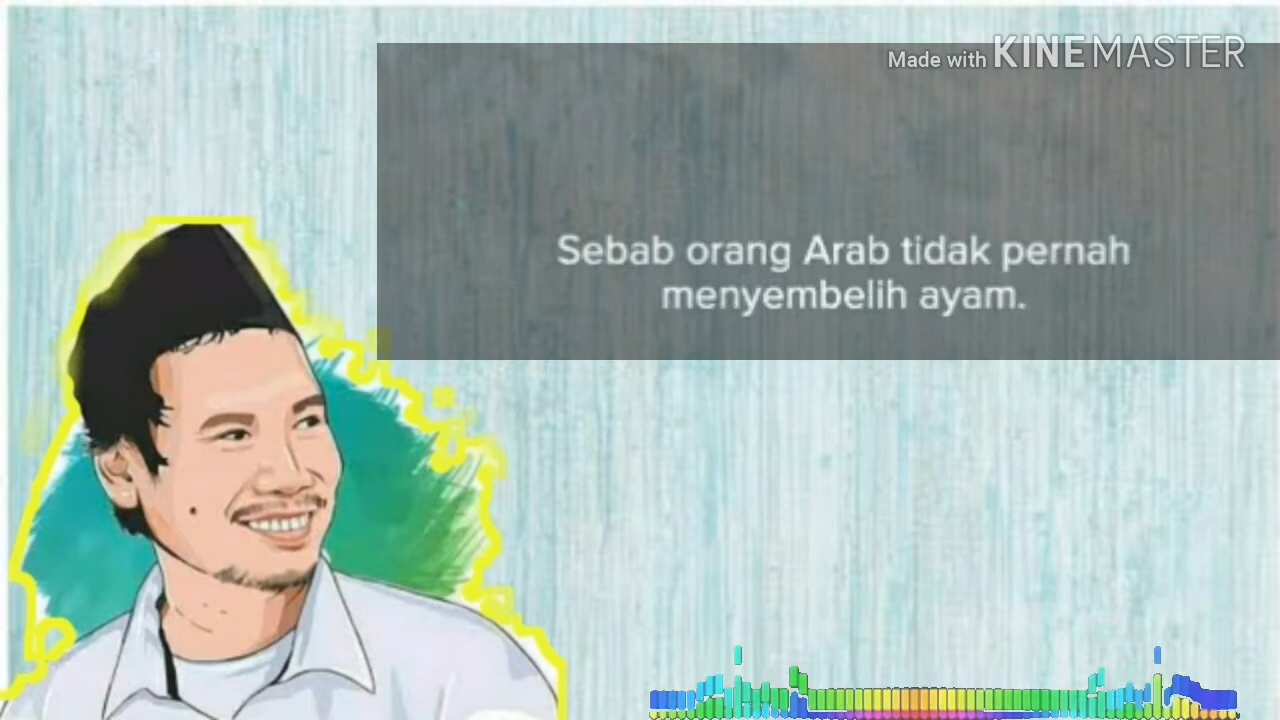 Made with KINEMASTER
Sebab orang Arab tidak pernah
menyembelih ayam.